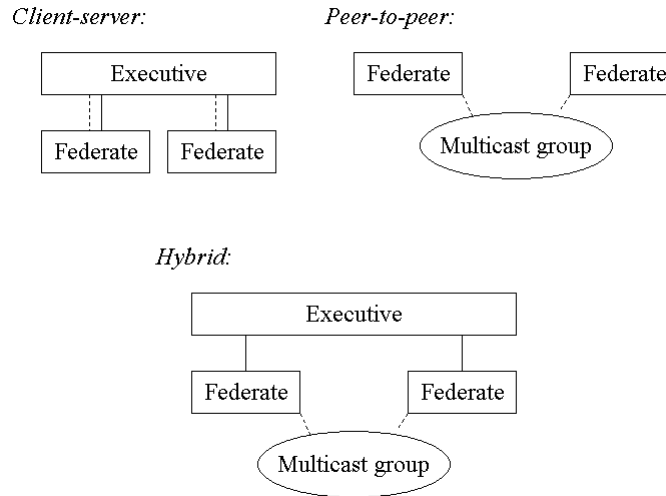 Client-server:
Peer-to-peer:
Executive
Federate
Federate
Federate
Federate
Multicast group
Hybrid:
Executive
Federate
Federate
Multicast group